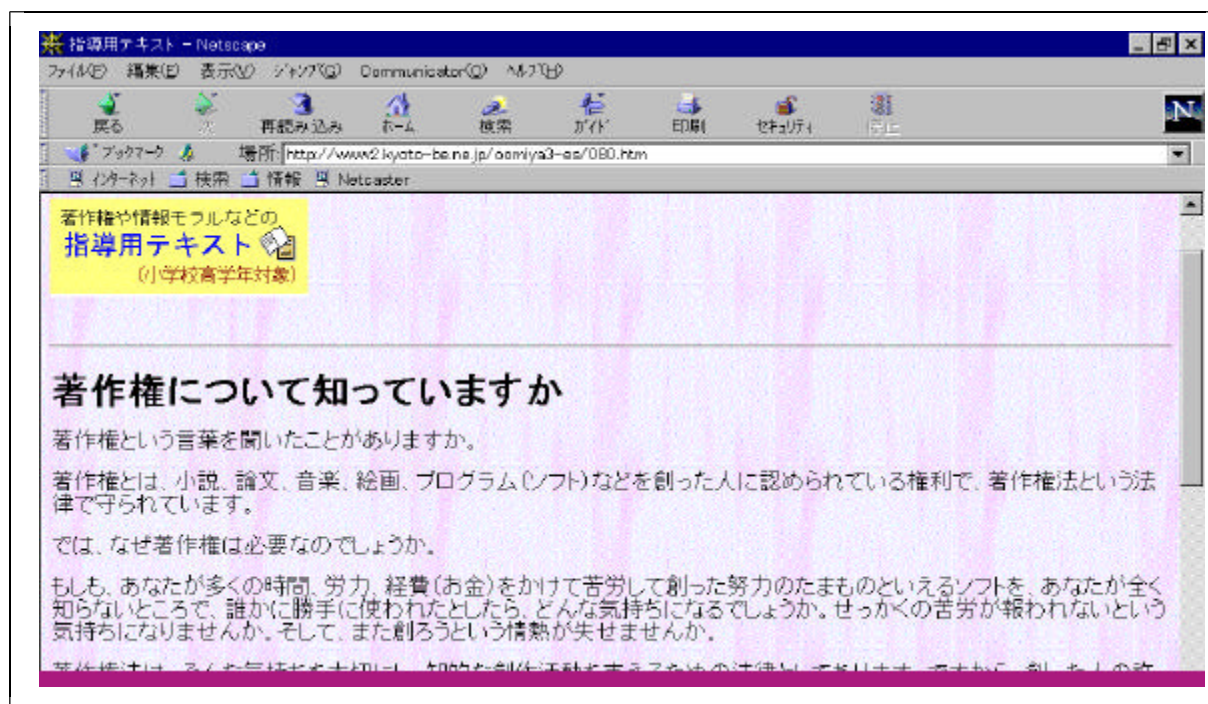 指導用テキスト - Netscape
ファイル(F) 編集(E) 表示(V) ジャンプ(G) Communicator(C) ヘルプ(H)
戻る 次 再読み込み ホーム 検索 ガイド 印刷 セキュリティ 停止
ブックマーク 場所: http://www2.kyoto-be.ne.jp/oomiya3-es/080.htm
インターネット 検索 情報 Netcaster
著作権や情報モラルなどの
指導用テキスト
(小学校高学年対象)
著作権について知っていますか
著作権という言葉を聞いたことがありますか。
著作権とは、小説、論文、音楽、絵画、プログラム(ソフト)などを創った人に認められている権利で、著作権法という法
律で守られています。
では、なぜ著作権は必要なのでしょうか。
もしも、あなたが多くの時間、労力、経費(お金)をかけて苦労して創った努力のたまものといえるソフトを、あなたが全く
知らないところで、誰かに勝手に使われたとしたら、どんな気持ちになるでしょうか。せっかくの苦労が報われないという
気持ちになりませんか。そして、また創ろうという情熱が失せませんか。